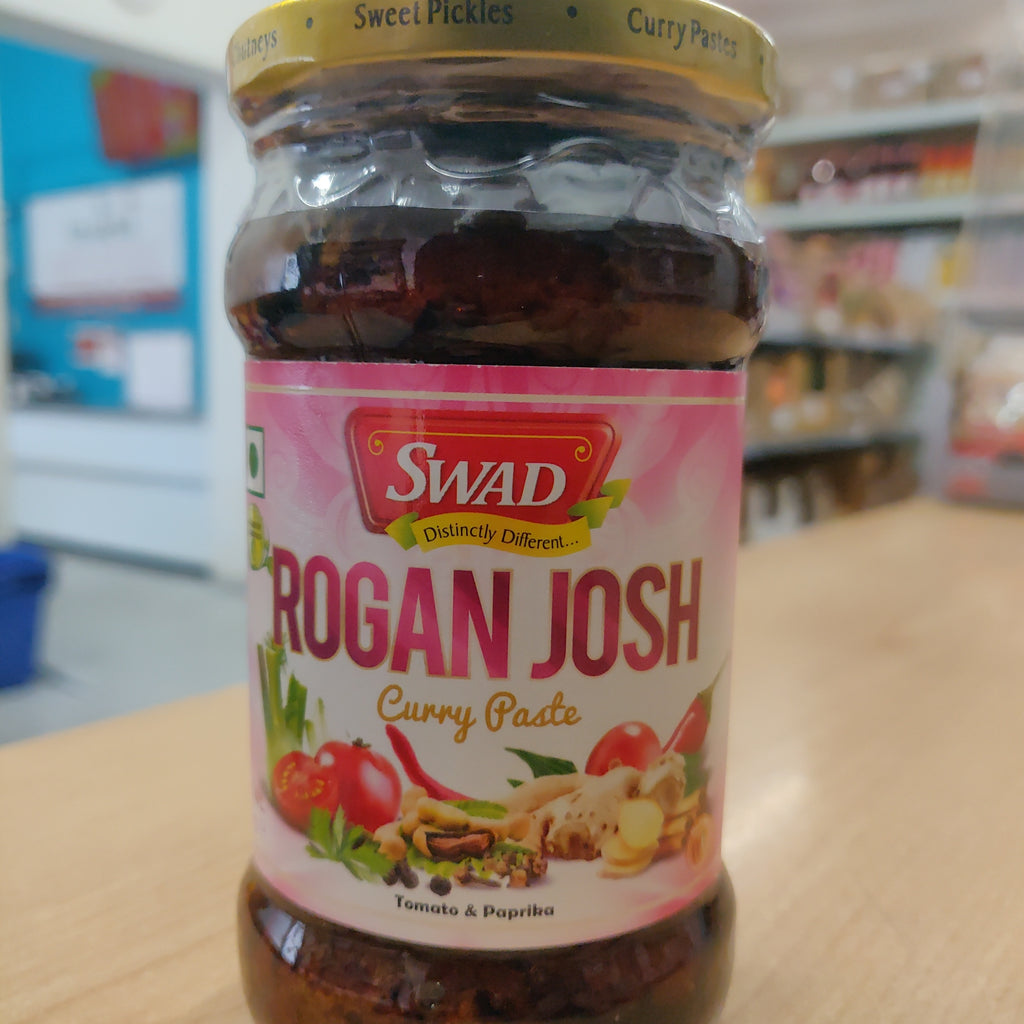 Sweet Pickles • Curry Pastes
SWAD
Distinctly Different...
ROGAN JOSH
Curry Paste
Tomato & Paprika